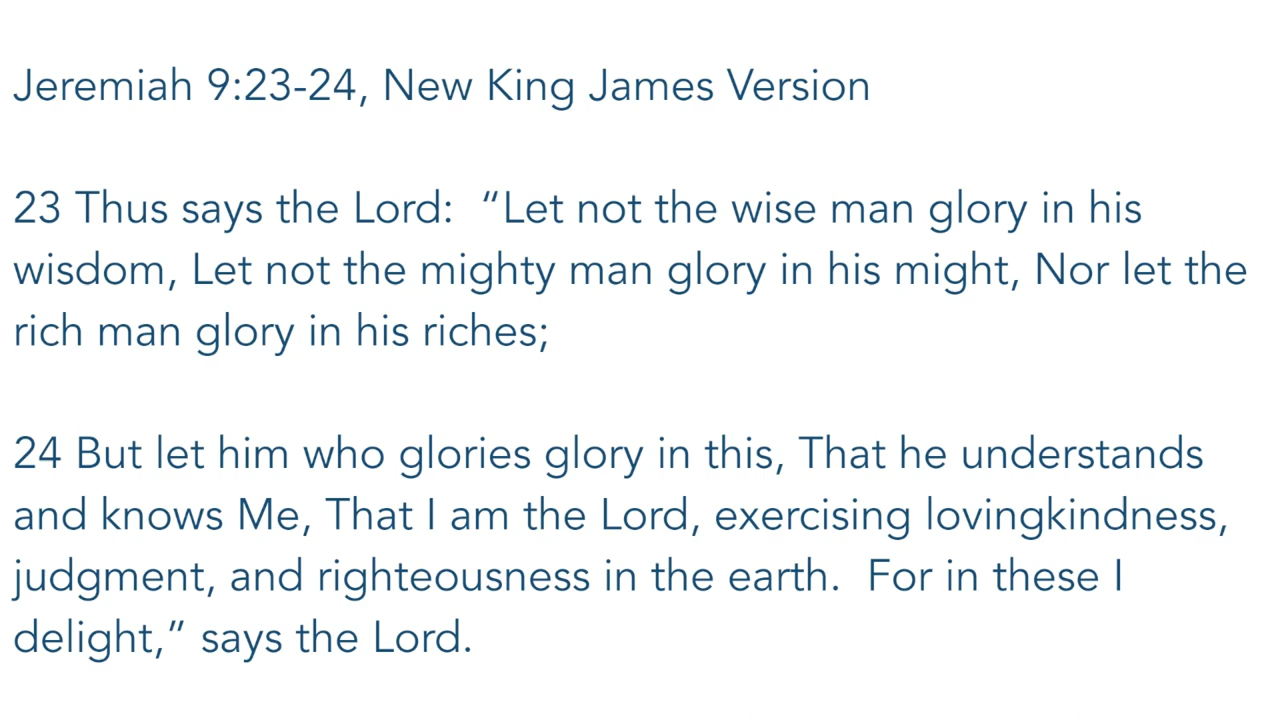 Jeremiah 9:23-24, New King James Version
23 Thus says the Lord:  “Let not the wise man glory in his
wisdom, Let not the mighty man glory in his might, Nor let the
rich man glory in his riches;
24 But let him who glories glory in this, That he understands
and knows Me, That I am the Lord, exercising lovingkindness,
judgment, and righteousness in the earth.  For in these I
delight,” says the Lord.